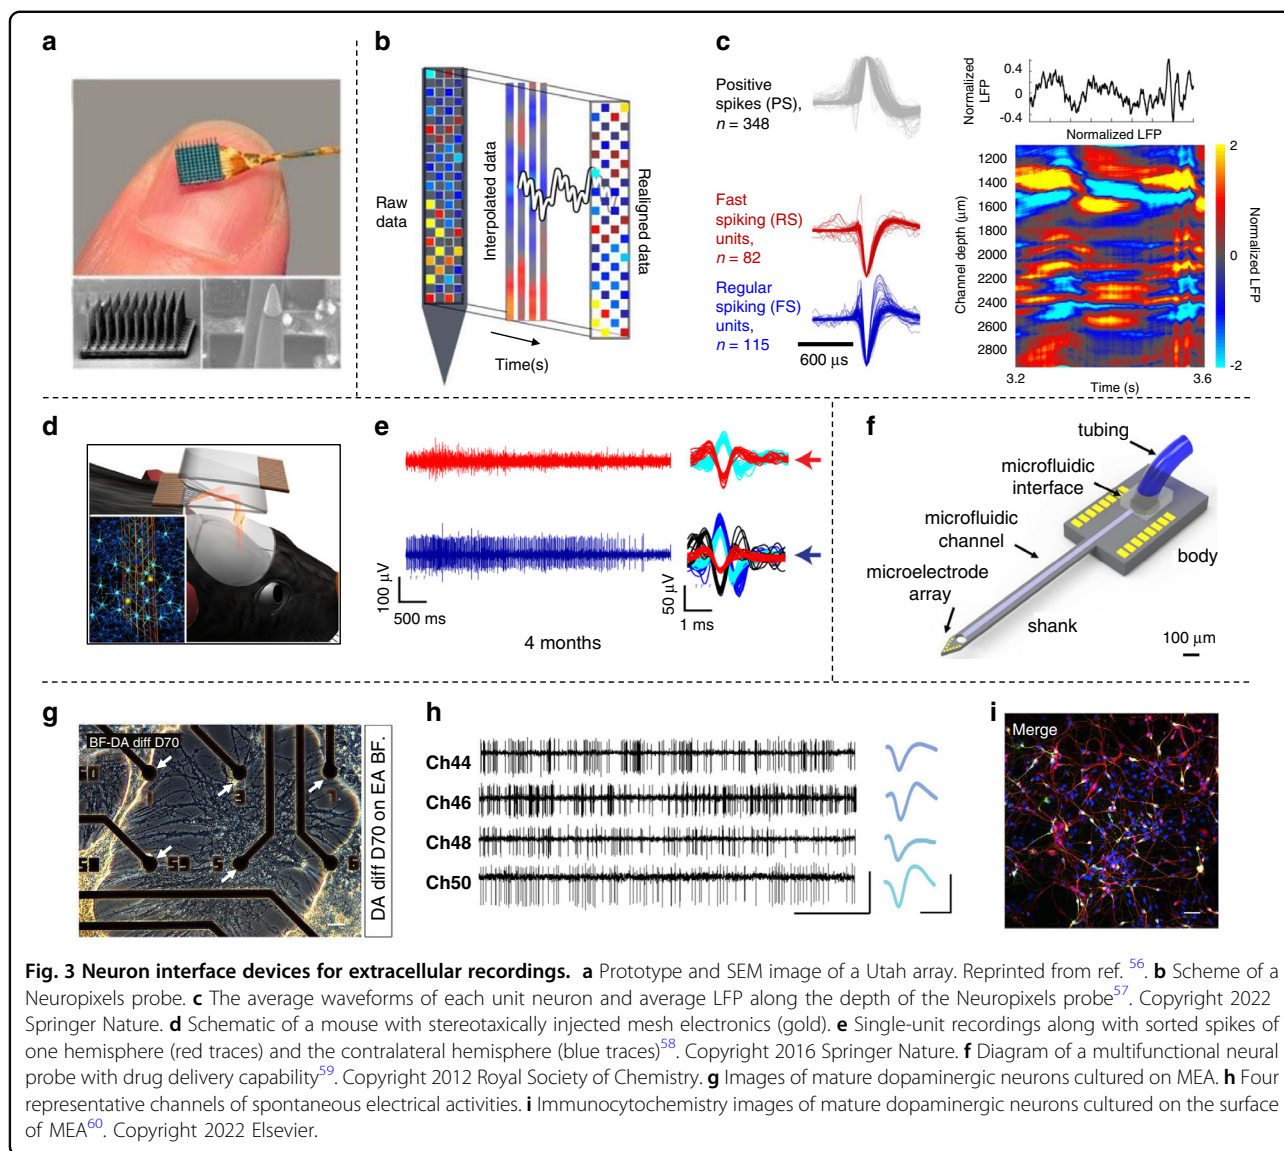 a
b
Raw
data
Interpolated data
Realigned data
Time(s)
c
Positive
spikes (PS),
n = 348
Fast
spiking (RS)
units,
n = 82
Regular
spiking (FS)
units,
n = 115
600 µs
Normalized
LFP
0.4
0
-0.4
Normalized LFP
Channel depth (µm)
1200
1400
1600
1800
2000
2200
2400
2600
2800
3.2
3.6
Time (s)
2
0
-2
Normalized LFP
d
e
100 µV
500 ms
50 µV
1 ms
4 months
f
tubing
microfluidic
interface
microfluidic
channel
microelectrode
array
body
shank
100 µm
g
BF-DA diff D70
1
3
7
59
5
6
DA diff D70 on EA BF.
h
Ch44
Ch46
Ch48
Ch50
i
Merge
Fig. 3 Neuron interface devices for extracellular recordings. a Prototype and SEM image of a Utah array. Reprinted from ref. 56. b Scheme of a
Neuropixels probe. c The average waveforms of each unit neuron and average LFP along the depth of the Neuropixels probe57. Copyright 2022
Springer Nature. d Schematic of a mouse with stereotaxically injected mesh electronics (gold). e Single-unit recordings along with sorted spikes of
one hemisphere (red traces) and the contralateral hemisphere (blue traces)58. Copyright 2016 Springer Nature. f Diagram of a multifunctional neural
probe with drug delivery capability59. Copyright 2012 Royal Society of Chemistry. g Images of mature dopaminergic neurons cultured on MEA. h Four
representative channels of spontaneous electrical activities. i Immunocytochemistry images of mature dopaminergic neurons cultured on the surface
of MEA60. Copyright 2022 Elsevier.